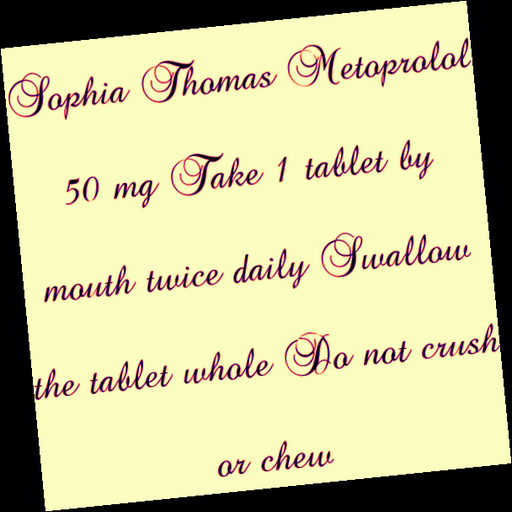 Sophia Thomas Metoprolol
50 mg Take 1 tablet by
mouth twice daily Swallow
the tablet whole Do not crush
or chew